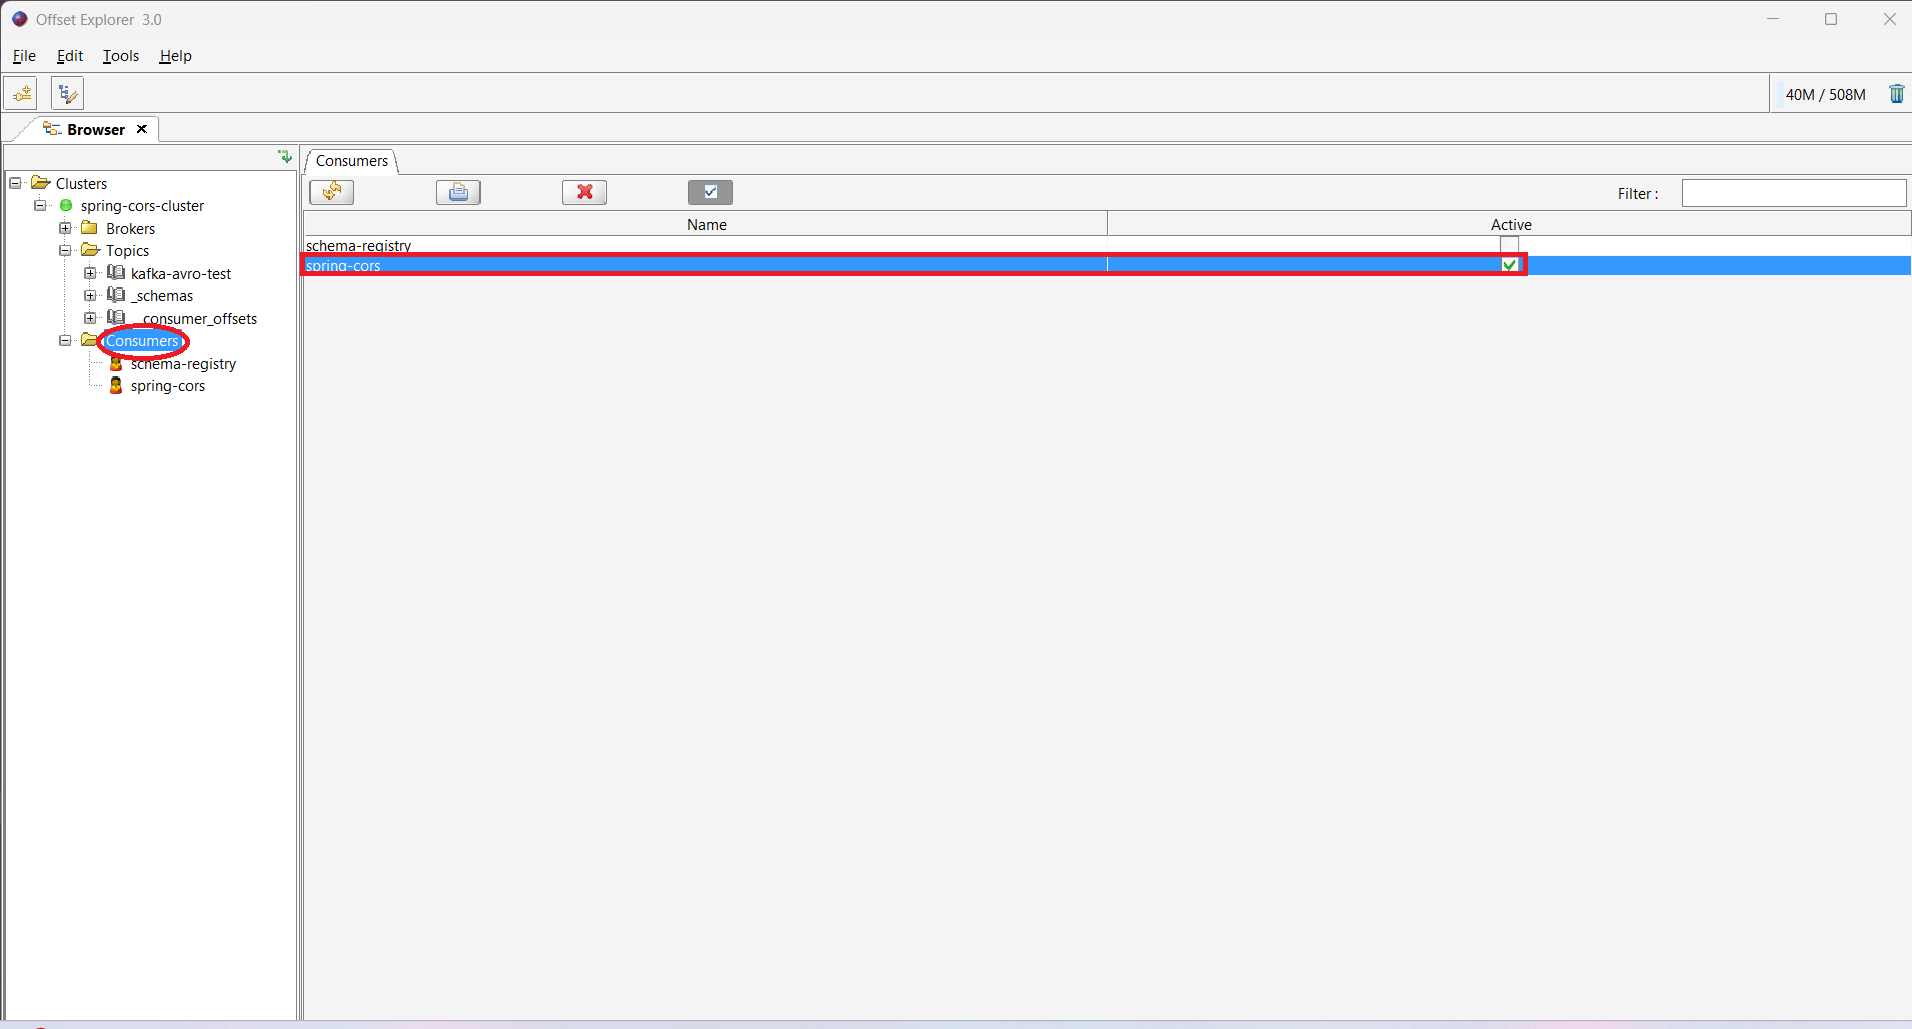 Offset Explorer 3.0
File Edit Tools Help
40M / 508M
Browser
Consumers
Filter :
Name Active
schema-registry
spring-cors
Clusters
spring-cors-cluster
Brokers
Topics
kafka-avro-test
_schemas
__consumer_offsets
Consumers
schema-registry
spring-cors